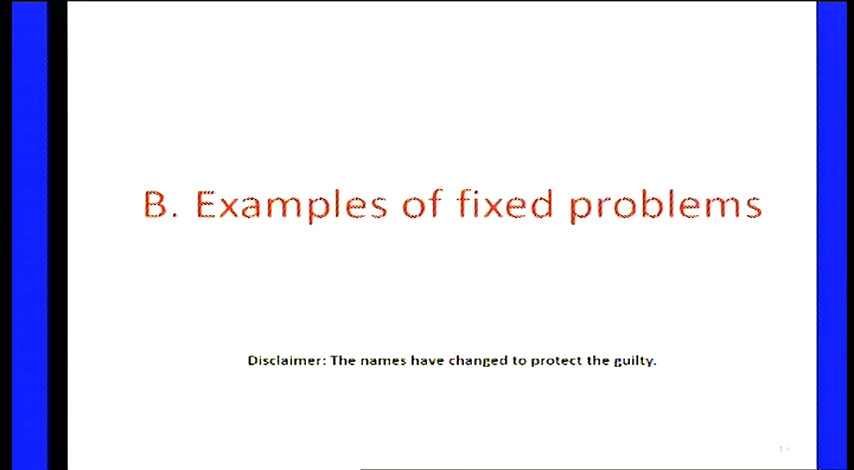 B. Examples of fixed problems
Disclaimer: The names have changed to protect the guilty.